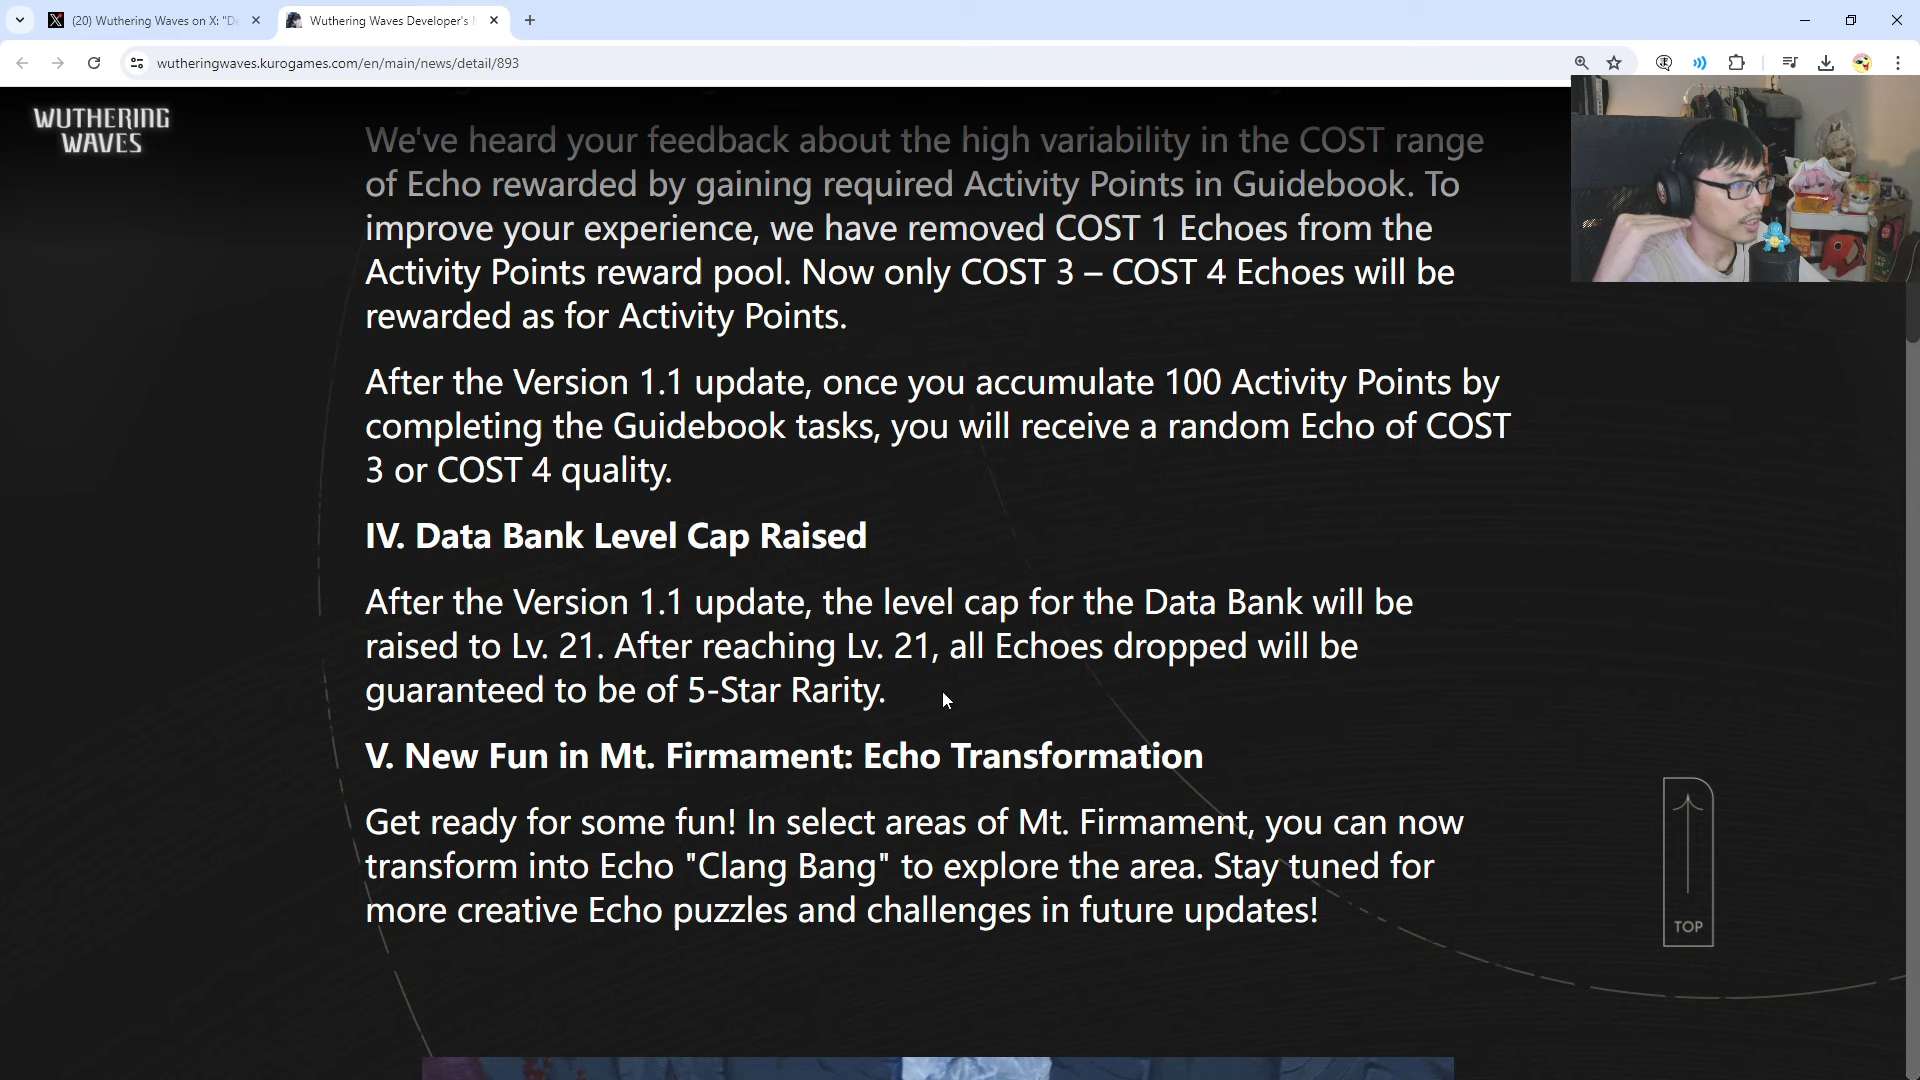 (20) Wuthering Waves on X: "De
Wuthering Waves Developer's
wutheringwaves.kurogames.com/en/main/news/detail/893
WUTHERING
WAVES
We've heard your feedback about the high variability in the COST range
of Echo rewarded by gaining required Activity Points in Guidebook. To
improve your experience, we have removed COST 1 Echoes from the
Activity Points reward pool. Now only COST 3 – COST 4 Echoes will be
rewarded as for Activity Points.
After the Version 1.1 update, once you accumulate 100 Activity Points by
completing the Guidebook tasks, you will receive a random Echo of COST
3 or COST 4 quality.
IV. Data Bank Level Cap Raised
After the Version 1.1 update, the level cap for the Data Bank will be
raised to Lv. 21. After reaching Lv. 21, all Echoes dropped will be
guaranteed to be of 5-Star Rarity.
V. New Fun in Mt. Firmament: Echo Transformation
Get ready for some fun! In select areas of Mt. Firmament, you can now
transform into Echo "Clang Bang" to explore the area. Stay tuned for
more creative Echo puzzles and challenges in future updates!
TOP